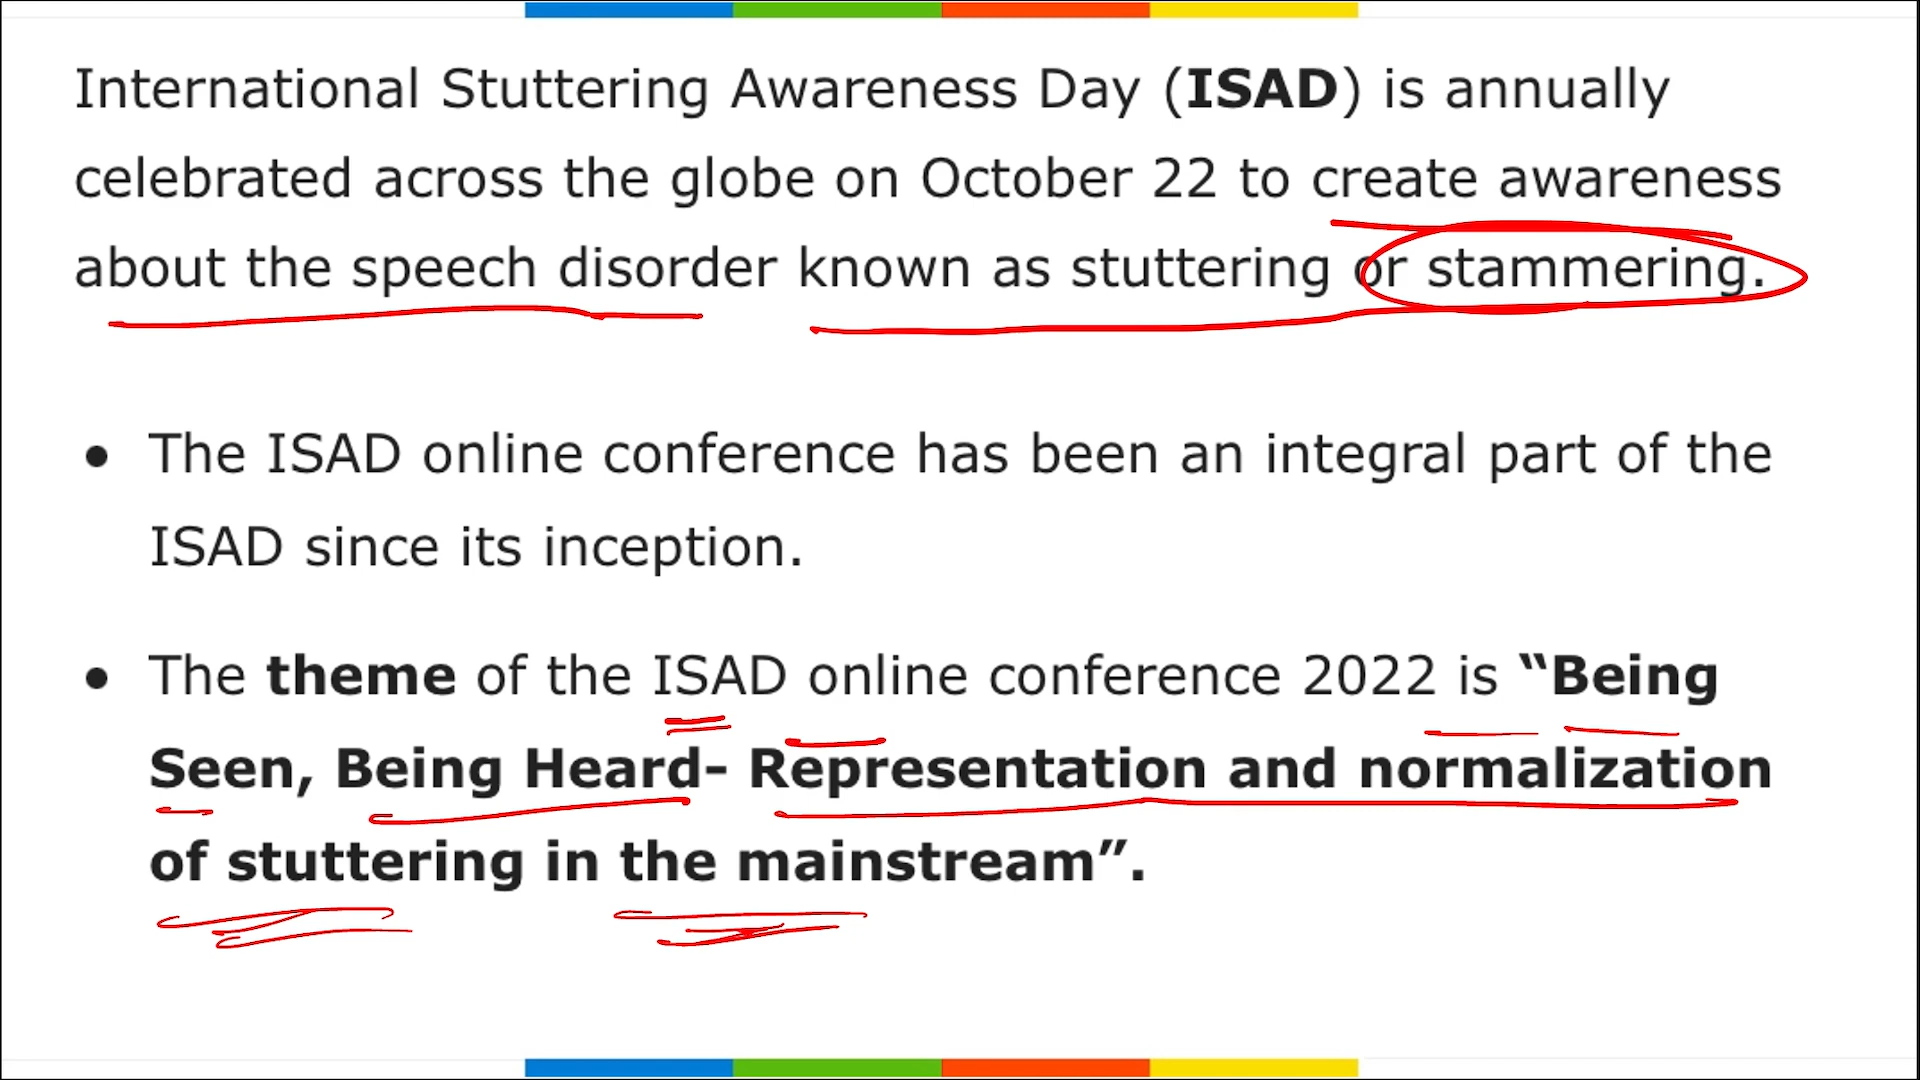 International Stuttering Awareness Day (ISAD) is annually
celebrated across the globe on October 22 to create awareness
about the speech disorder known as stuttering or stammering.
● The ISAD online conference has been an integral part of the
ISAD since its inception.
● The theme of the ISAD online conference 2022 is “Being
Seen, Being Heard- Representation and normalization
of stuttering in the mainstream”.